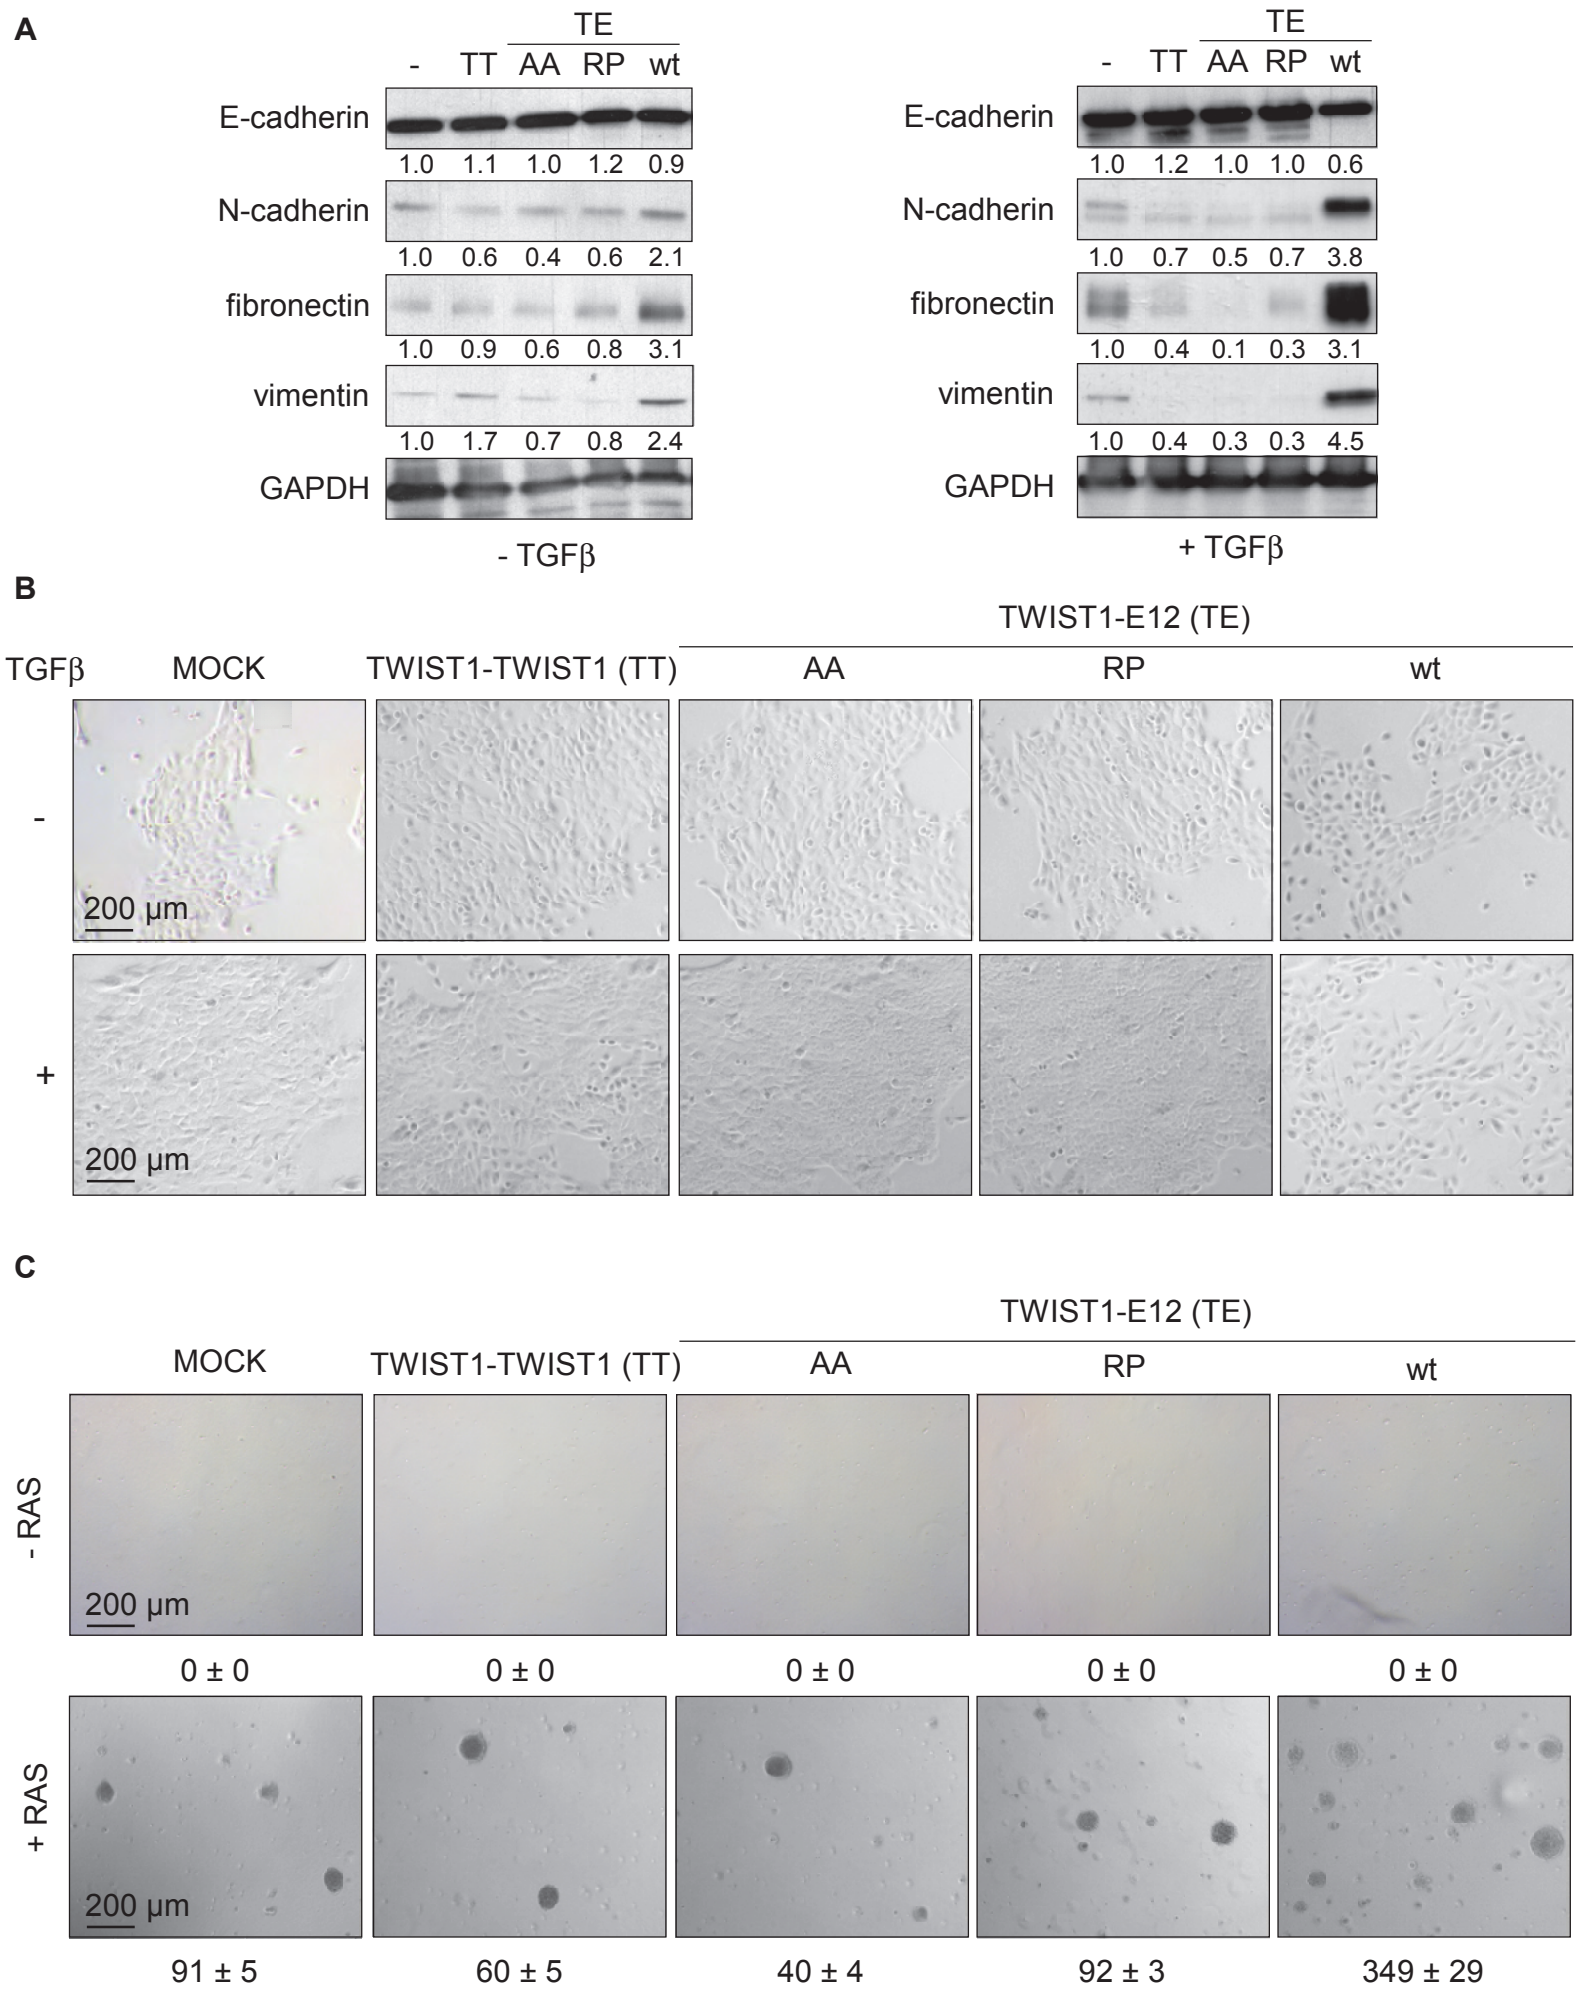 A
TE
- TT AA RP wt
E-cadherin
1.0 1.1 1.0 1.2 0.9
N-cadherin
1.0 0.6 0.4 0.6 2.1
fibronectin
1.0 0.9 0.6 0.8 3.1
vimentin
1.0 1.7 0.7 0.8 2.4
GAPDH
- TGFβ
TE
- TT AA RP wt
E-cadherin
1.0 1.2 1.0 1.0 0.6
N-cadherin
1.0 0.7 0.5 0.7 3.8
fibronectin
1.0 0.4 0.1 0.3 3.1
vimentin
1.0 0.4 0.3 0.3 4.5
GAPDH
+ TGFβ
B
TWIST1-E12 (TE)
TGFβ MOCK TWIST1-TWIST1 (TT) AA RP wt
-
200 µm
+
200 µm
C
TWIST1-E12 (TE)
MOCK TWIST1-TWIST1 (TT) AA RP wt
- RAS
200 µm
0 ± 0 0 ± 0 0 ± 0 0 ± 0 0 ± 0
+ RAS
200 µm
91 ± 5 60 ± 5 40 ± 4 92 ± 3 349 ± 29